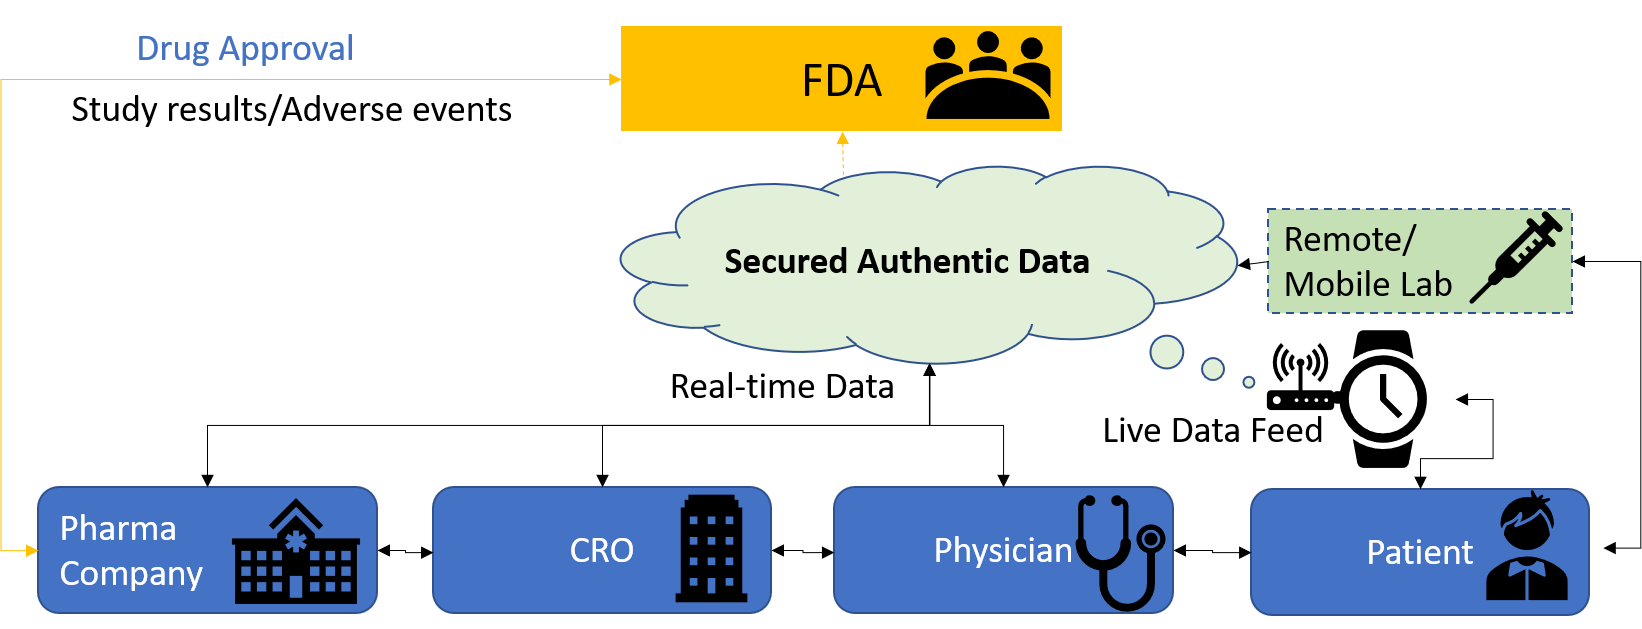 Drug Approval
Study results/Adverse events
FDA
Secured Authentic Data
Remote/
Mobile Lab
Real-time Data
Live Data Feed
Pharma
Company
CRO
Physician
Patient